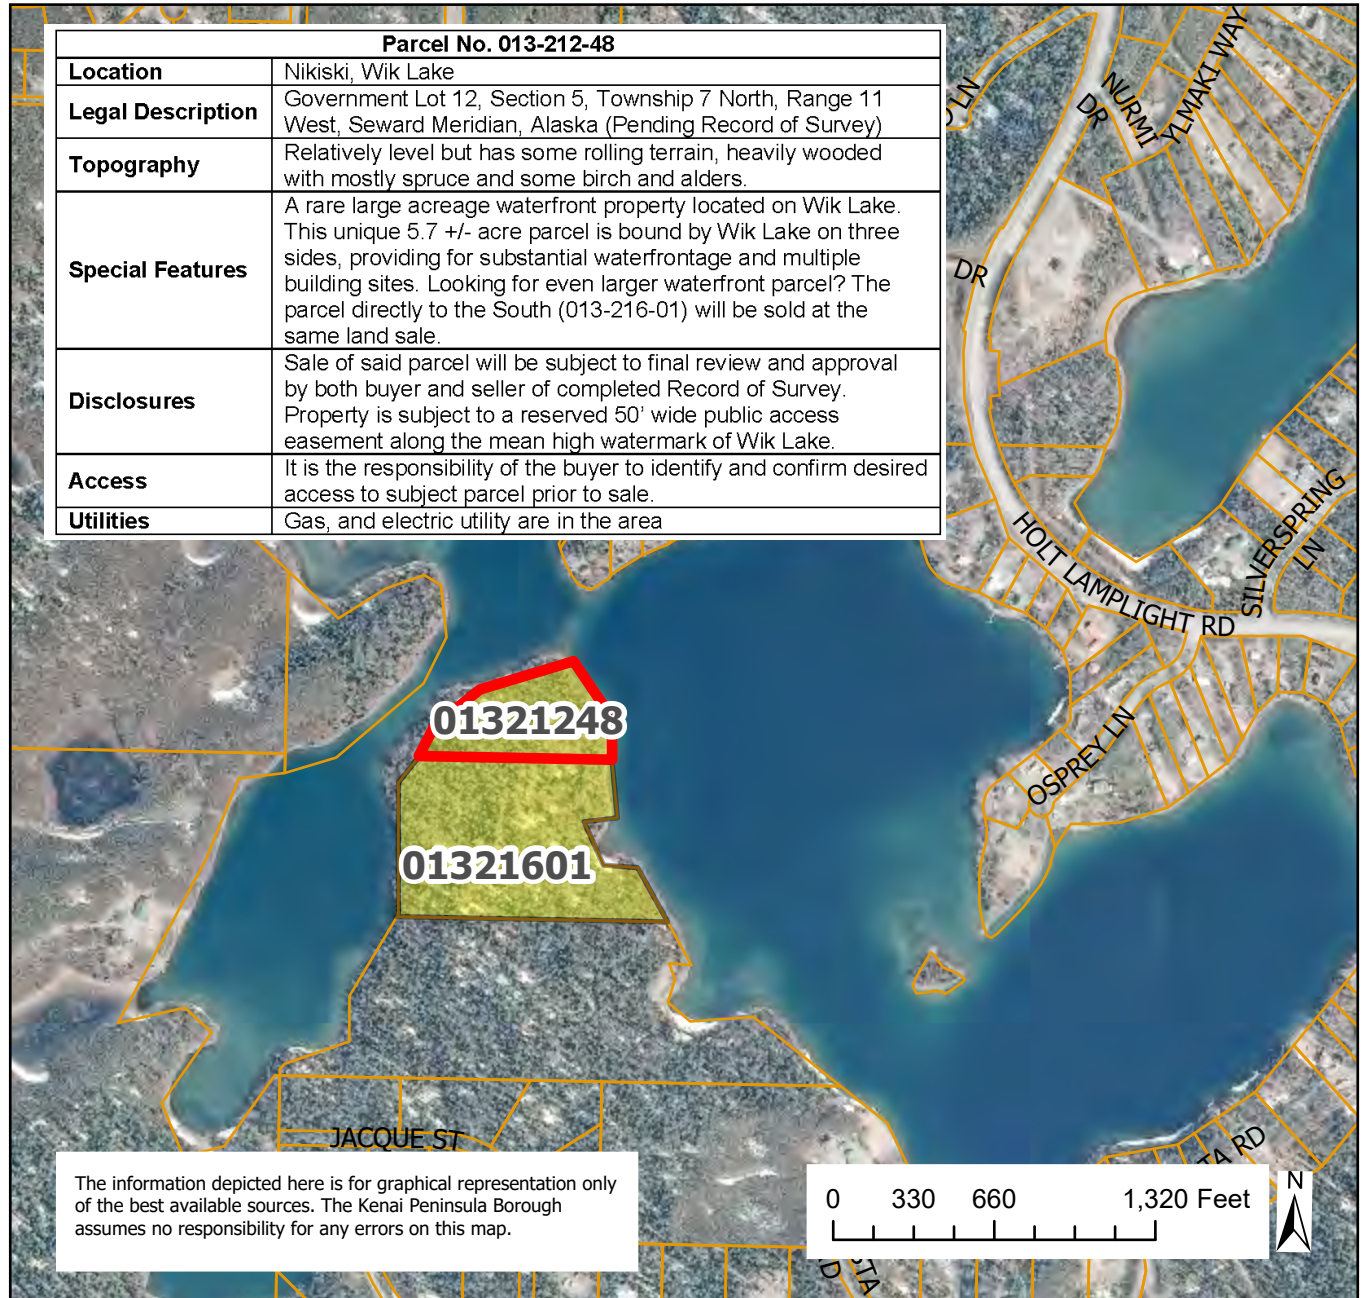 Parcel No. 013-212-48
Location
Nikiski, Wik Lake
Legal Description
Government Lot 12, Section 5, Township 7 North, Range 11
West, Seward Meridian, Alaska (Pending Record of Survey)
Topography
Relatively level but has some rolling terrain, heavily wooded
with mostly spruce and some birch and alders.
Special Features
A rare large acreage waterfront property located on Wik Lake.
This unique 5.7 +/- acre parcel is bound by Wik Lake on three
sides, providing for substantial waterfrontage and multiple
building sites. Looking for even larger waterfront parcel? The
parcel directly to the South (013-216-01) will be sold at the
same land sale.
Disclosures
Sale of said parcel will be subject to final review and approval
by both buyer and seller of completed Record of Survey.
Property is subject to a reserved 50' wide public access
easement along the mean high watermark of Wik Lake.
Access
It is the responsibility of the buyer to identify and confirm desired
access to subject parcel prior to sale.
Utilities
Gas, and electric utility are in the area
LN
NURMI
DR
YLMAKI WAY
DR
HOLT LAMPLIGHT RD
SILVERSPRING
LN
OSPREY LN
01321248
01321601
JACQUE ST
TA RD
The information depicted here is for graphical representation only
of the best available sources. The Kenai Peninsula Borough
assumes no responsibility for any errors on this map.
0 330 660 1,320 Feet
N
STA
D